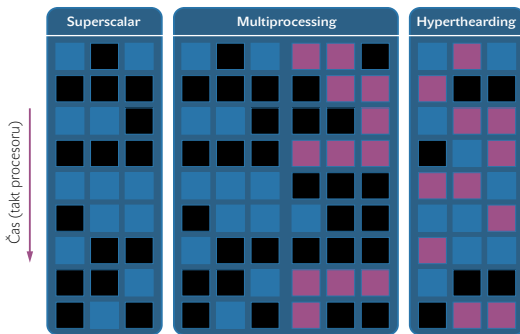 Superscalar
Multiprocessing
Hyperthearding
Čas (takt procesoru)